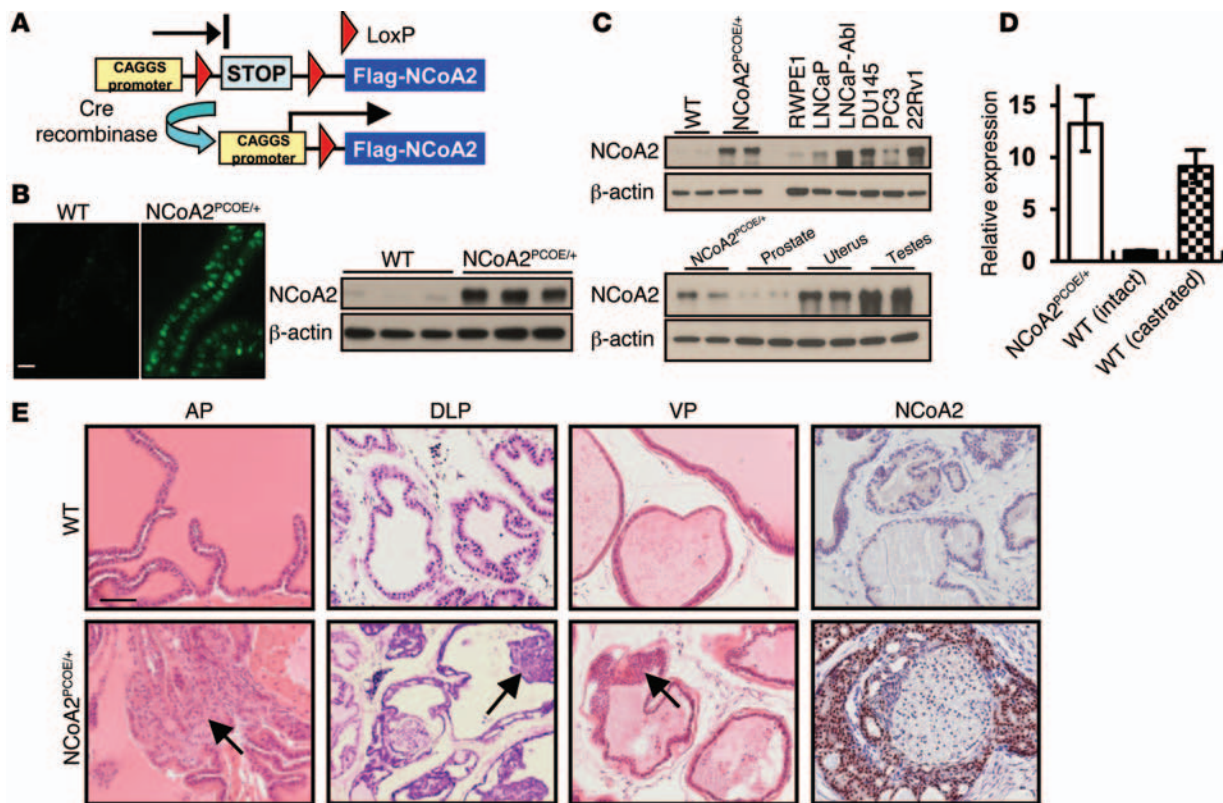 A
LoxP
CAGGS
promoter
STOP
Flag-NCoA2
Cre
recombinase
CAGGS
promoter
Flag-NCoA2
B
WT
NCoA2PCOE/+
WT
NCoA2PCOE/+
NCoA2
β-actin
C
WT
NCoA2PCOE/+
RWPE1
LNCaP
LNCaP-Abl
DU145
PC3
22Rv1
NCoA2
β-actin
NCoA2PCOE/+
Prostate
Uterus
Testes
NCoA2
β-actin
D
Relative expression
15
10
5
0
NCoA2PCOE/+
WT (intact)
WT (castrated)
E
AP
DLP
VP
NCoA2
WT
NCoA2PCOE/+